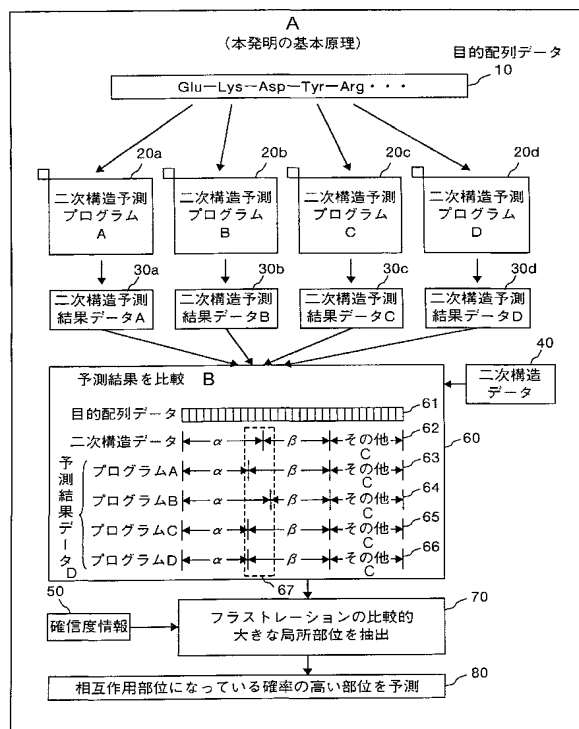 A
(本発明の基本原理)
目的配列データ
10
Glu－Lys－Asp－Tyr－Arg・・・
20a
20b
20c
20d
二次構造予測
プログラム
A
二次構造予測
プログラム
B
二次構造予測
プログラム
C
二次構造予測
プログラム
D
30a
30b
30c
30d
二次構造予測
結果データA
二次構造予測
結果データB
二次構造予測
結果データC
二次構造予測
結果データD
40
二次構造
データ
予測結果を比較 B
60
目的配列データ
61
二次構造データ α β その他 C 62
予測結果データ D
プログラムA α β その他 C 63
プログラムB α β その他 C 64
プログラムC α β その他 C 65
プログラムD α β その他 C 66
67
50
確信度情報
70
フラストレーションの比較的
大きな局所部位を抽出
80
相互作用部位になっている確率の高い部位を予測